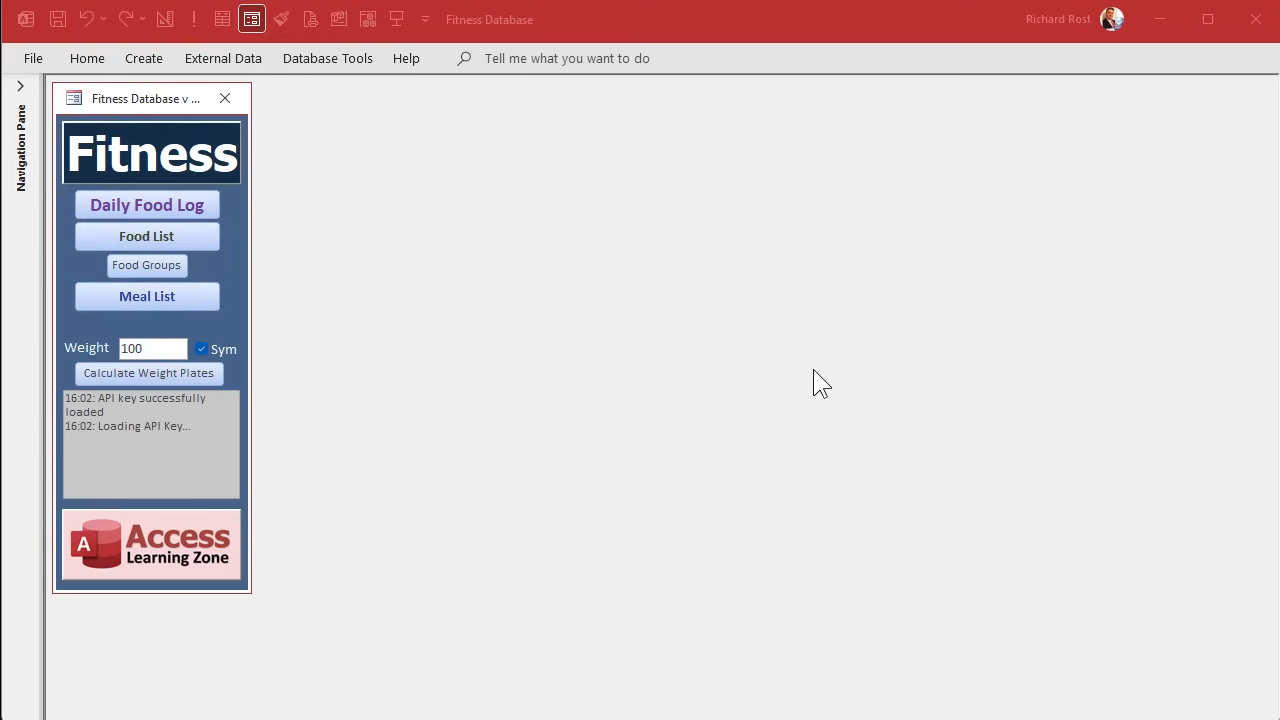 Fitness Database
Richard Rost
File Home Create External Data Database Tools Help Tell me what you want to do
Navigation Pane
Fitness Database v ...
Fitness
Daily Food Log
Food List
Food Groups
Meal List
Weight 100 Sym
Calculate Weight Plates
16:02: API key successfully
loaded
16:02: Loading API Key...
A Access
Learning Zone